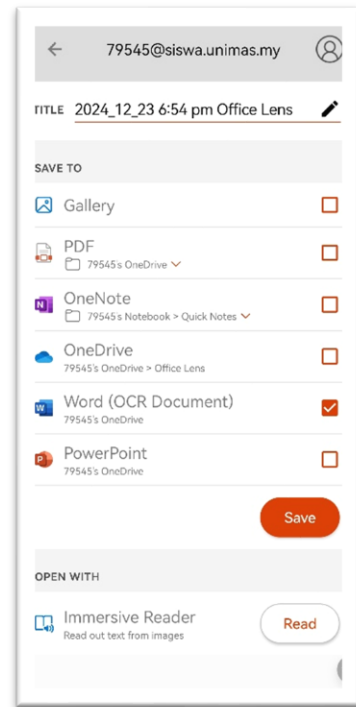 79545@siswa.unimas.my
TITLE 2024_12_23 6:54 pm Office Lens
SAVE TO
Gallery
PDF
79545's OneDrive
OneNote
79545's Notebook > Quick Notes
OneDrive
79545's OneDrive > Office Lens
Word (OCR Document)
79545's OneDrive
PowerPoint
79545's OneDrive
Save
OPEN WITH
Immersive Reader
Read out text from images
Read